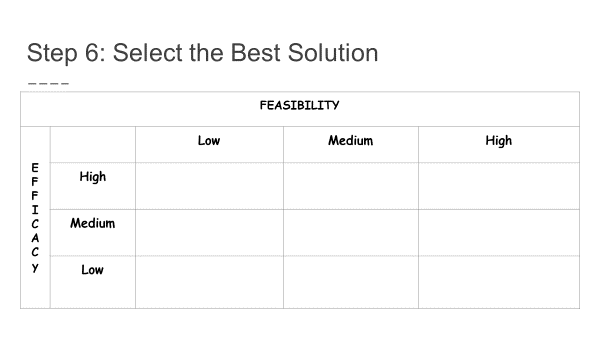 Step 6: Select the Best Solution
FEASIBILITY
Low Medium High
EFFICACY
High
Medium
Low